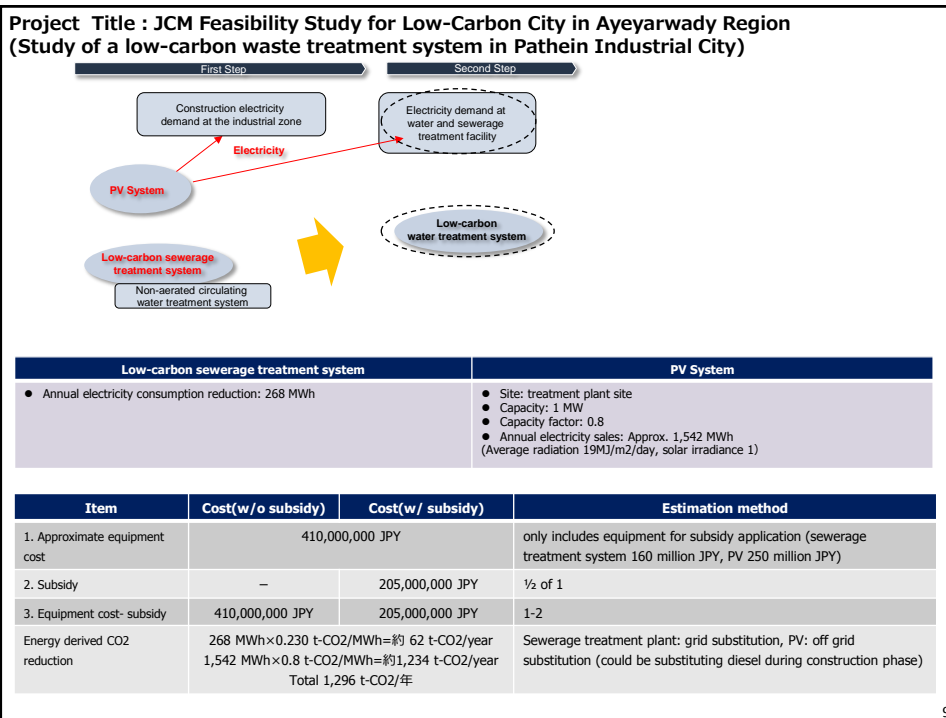 Project Title : JCM Feasibility Study for Low-Carbon City in Ayeyarwady Region
(Study of a low-carbon waste treatment system in Pathein Industrial City)
First Step
Second Step
Construction electricity
demand at the industrial zone
Electricity demand at
water and sewerage
treatment facility
Electricity
PV System
Low-carbon
water treatment system
Low-carbon sewerage
treatment system
Non-aerated circulating
water treatment system
Low-carbon sewerage treatment system
PV System
● Annual electricity consumption reduction: 268 MWh
● Site: treatment plant site
● Capacity: 1 MW
● Capacity factor: 0.8
● Annual electricity sales: Approx. 1,542 MWh
(Average radiation 19MJ/m2/day, solar irradiance 1)
Item
Cost(w/o subsidy)
Cost(w/ subsidy)
Estimation method
1. Approximate equipment
cost
410,000,000 JPY
only includes equipment for subsidy application (sewerage
treatment system 160 million JPY, PV 250 million JPY)
2. Subsidy
–
205,000,000 JPY
½ of 1
3. Equipment cost- subsidy
410,000,000 JPY
205,000,000 JPY
1-2
Energy derived CO2
reduction
268 MWh×0.230 t-CO2/MWh=約 62 t-CO2/year
1,542 MWh×0.8 t-CO2/MWh=約1,234 t-CO2/year
Total 1,296 t-CO2/年
Sewerage treatment plant: grid substitution, PV: off grid
substitution (could be substituting diesel during construction phase)